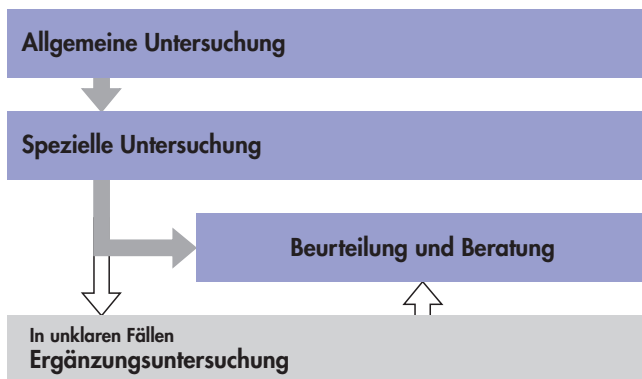 Allgemeine Untersuchung
Spezielle Untersuchung
Beurteilung und Beratung
In unklaren Fällen
Ergänzungsuntersuchung